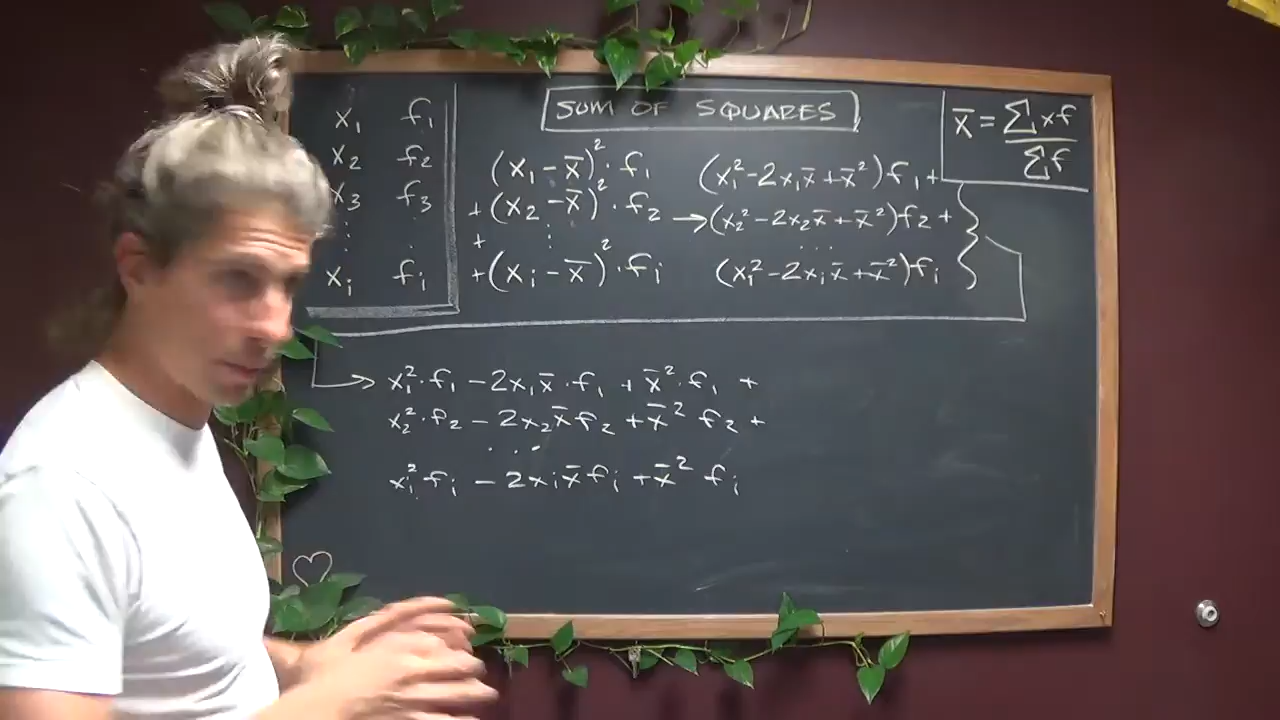 SUM OF SQUARES
x̄ = ∑xf / ∑f
x₁ f₁
x₂ f₂
x₃ f₃
: :
xᵢ fᵢ
(x₁ - x̄)² · f₁
+ (x₂ - x̄)² · f₂
+ :
+ (xᵢ - x̄)² · fᵢ
(x₁² - 2x₁x̄ + x̄²) f₁ +
→ (x₂² - 2x₂x̄ + x̄²) f₂ +
...
(xᵢ² - 2xᵢx̄ + x̄²) fᵢ
→ x₁² · f₁ - 2x₁x̄ · f₁ + x̄² · f₁ +
x₂² · f₂ - 2x₂x̄ f₂ + x̄² f₂ +
...
xᵢ² fᵢ - 2xᵢx̄ fᵢ + x̄² fᵢ